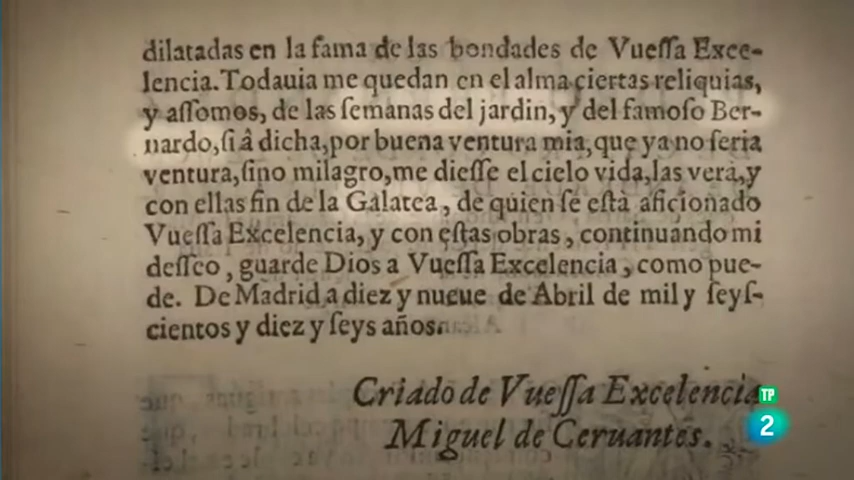 dilatadas en la fama de las bondades de Vueſſa Exce-
lencia. Todauia me quedan en el alma ciertas reliquias,
y aſſomos, de las ſemanas del jardin, y del famoſo Ber-
nardo, ſi â dicha, por buena ventura mia, que ya no ſeria
ventura, ſino milagro, me dieſſe el cielo vida, las verà, y
con ellas fin de la Galatea, de quien ſe eſtà aficionado
Vueſſa Excelencia, y con eſtas obras, continuando mi
deſſeo, guarde Dios a Vueſſa Excelencia, como pue-
de. De Madrid a diez y nueue de Abril de mil y ſeyſ-
cientos y diez y ſeys años.
Criado de Vueſſa Excelencia
Miguel de Ceruantes.
TP
2